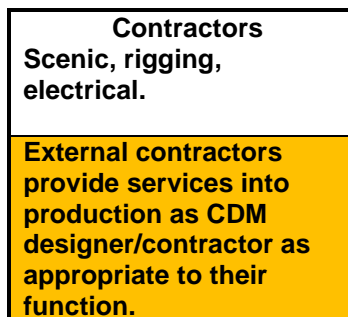 Contractors
Scenic, rigging,
electrical.
External contractors
provide services into
production as CDM
designer/contractor as
appropriate to their
function.